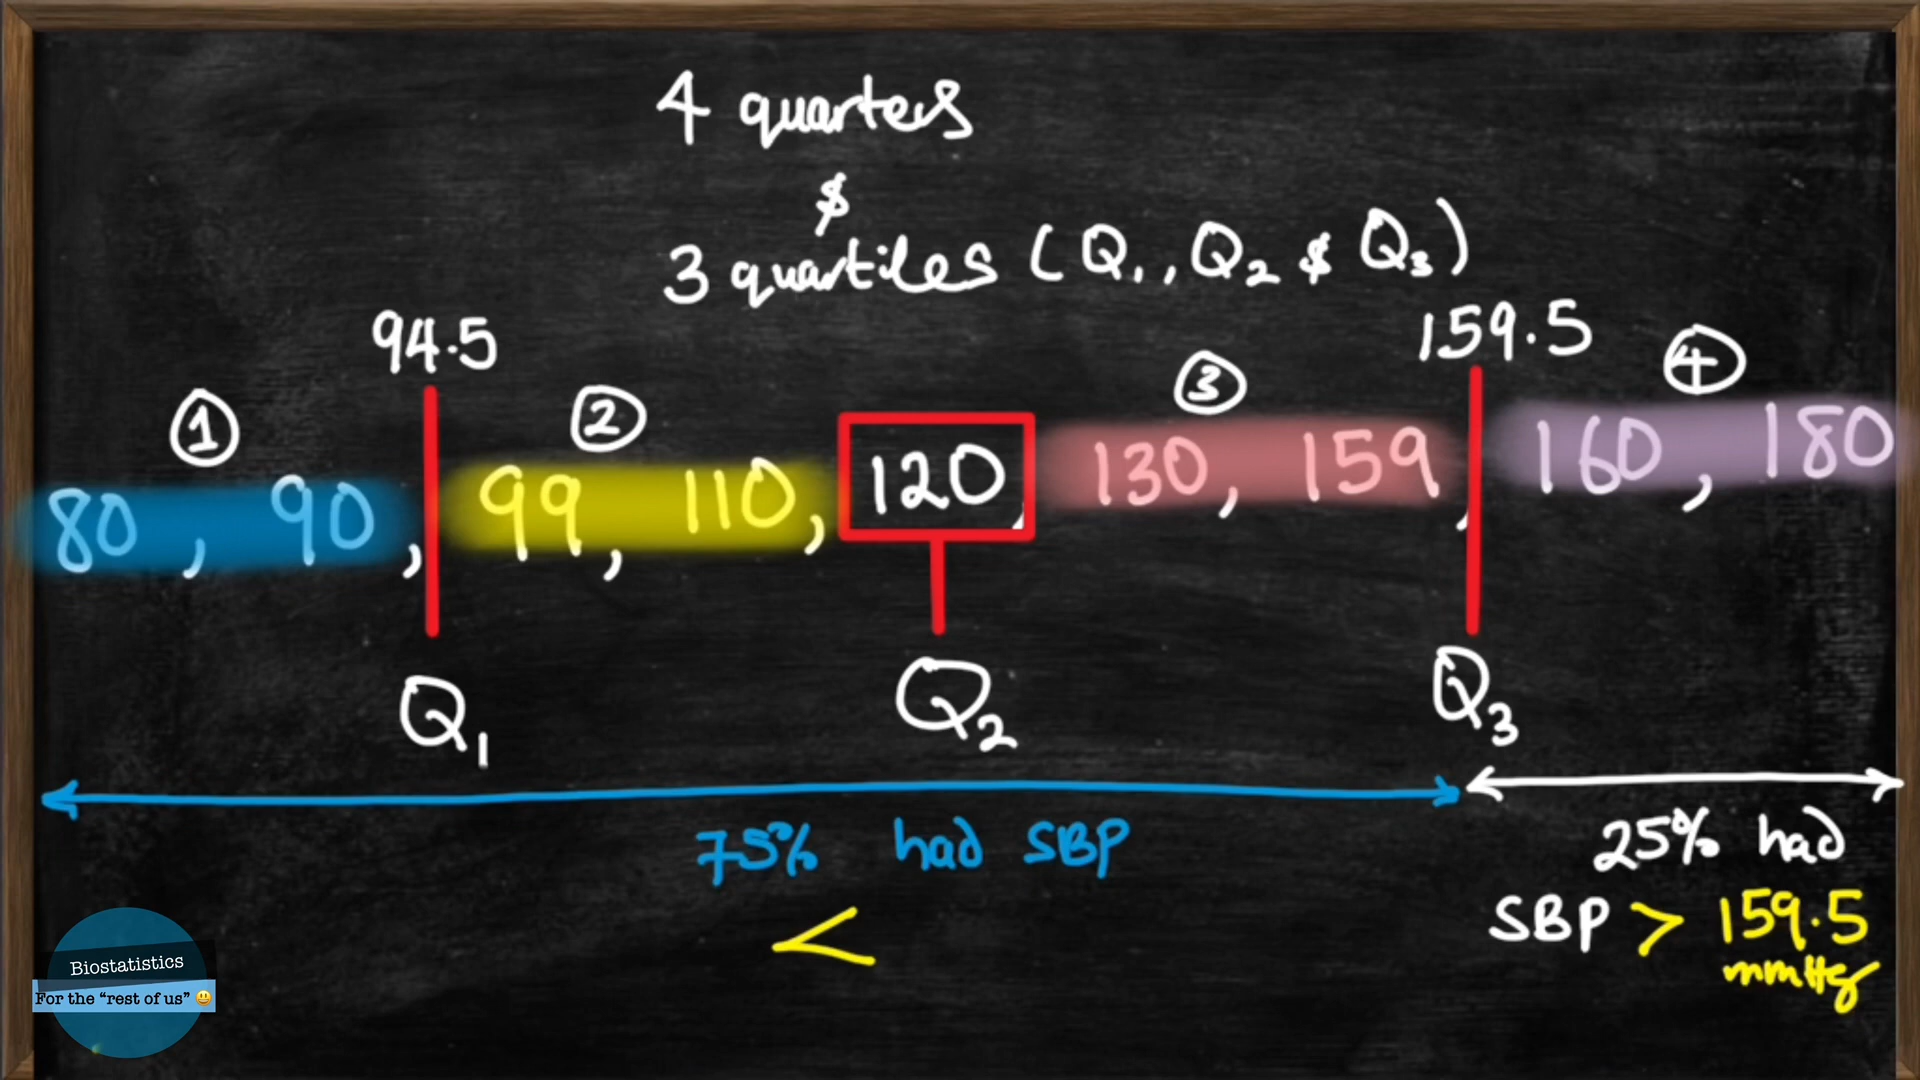 4 quarters
&
3 quartiles (Q1, Q2 & Q3)
94.5
159.5
1 2 3 4
80, 90, 99, 110, 120, 130, 159, 160, 180
Q1 Q2 Q3
75% had SBP
<
25% had
SBP > 159.5
mmHg
Biostatistics
For the “rest of us” 😃